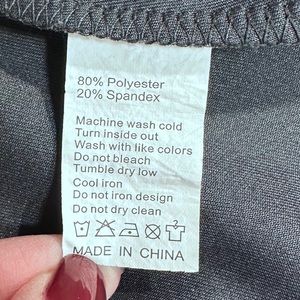 80% Polyester
20% Spandex
Machine wash cold
Turn inside out
Wash with like colors
Do not bleach
Tumble dry low
Cool iron
Do not iron design
Do not dry clean
MADE IN CHINA